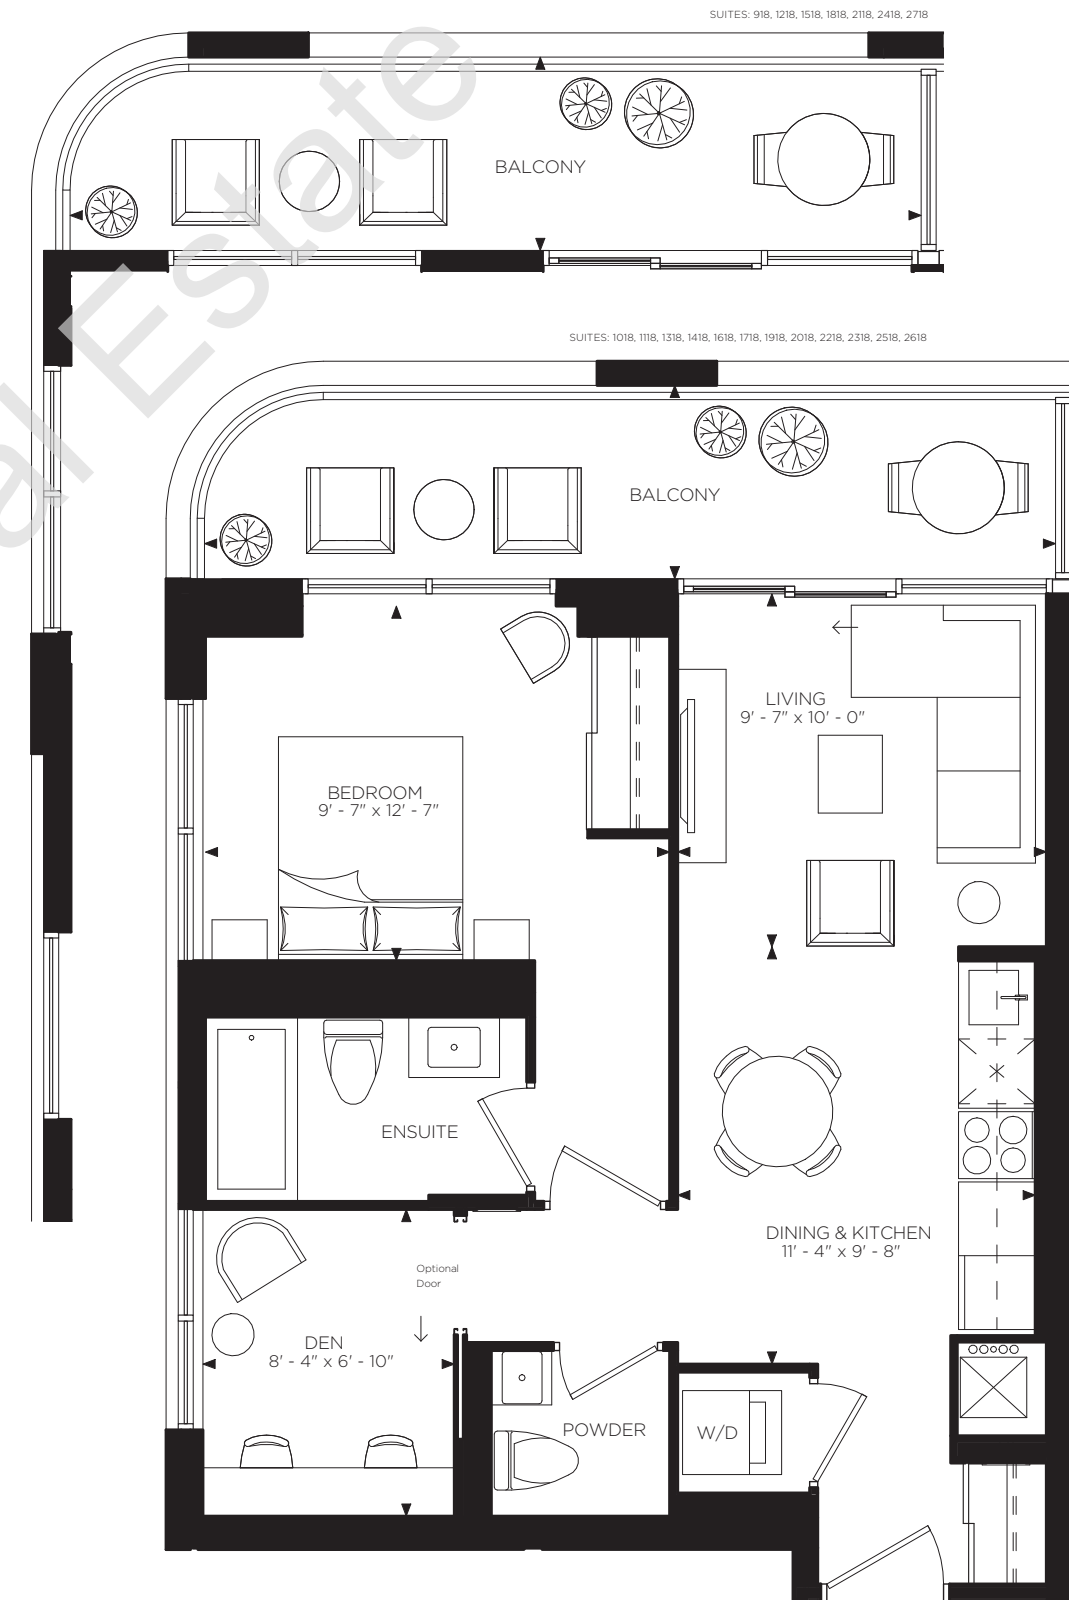 SUITES: 918, 1218, 1518, 1818, 2118, 2418, 2718
BALCONY
al Estate
SUITES: 1018, 1118, 1318, 1418, 1618, 1718, 1918, 2018, 2218, 2318, 2518, 2618
BALCONY
LIVING
9' - 7" x 10' - 0"
BEDROOM
9' - 7" x 12' - 7"
ENSUITE
DINING & KITCHEN
11' - 4" x 9' - 8"
Optional
Door
DEN
8' - 4" x 6' - 10"
POWDER
W/D